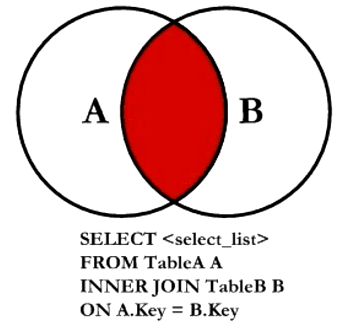 A B
SELECT <select_list>
FROM TableA A
INNER JOIN TableB B
ON A.Key = B.Key